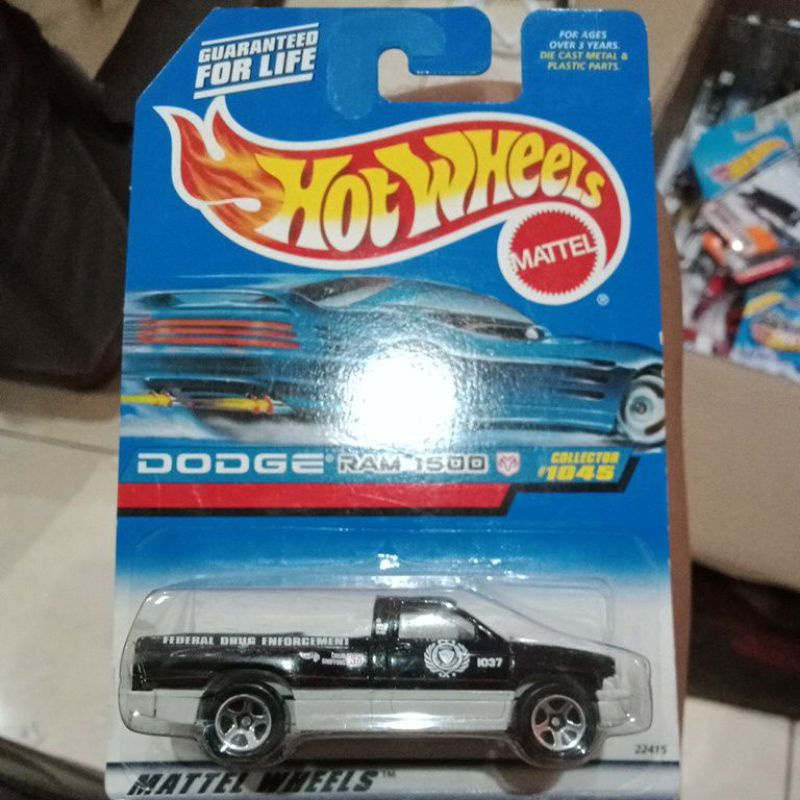 GUARANTEED
FOR LIFE
FOR AGES
OVER 3 YEARS.
DIE CAST METAL &
PLASTIC PARTS.
HOT WHEELS
MATTEL
®
DODGE® RAM 1500
COLLECTOR
#1045
FEDERAL DRUG ENFORCEMENT
1037
22415
MATTEL WHEELS™